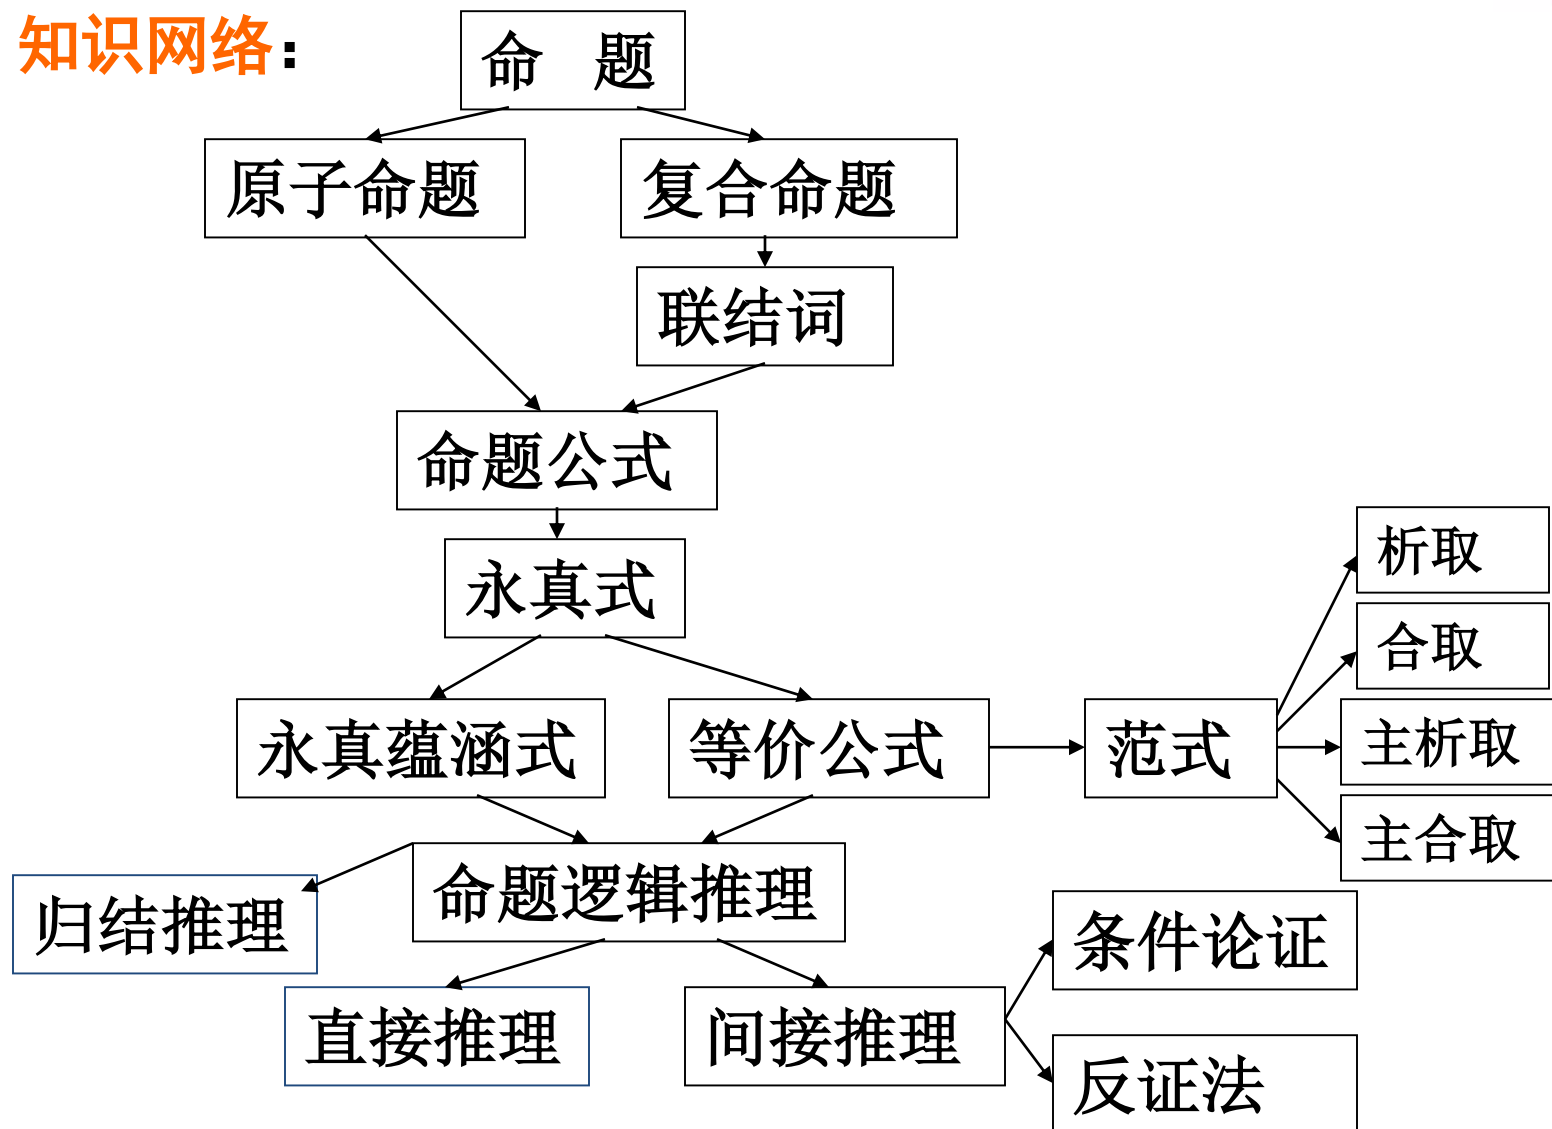 知识网络：
命 题
原子命题
复合命题
联结词
命题公式
永真式
永真蕴涵式
等价公式
范式
析取
合取
主析取
主合取
命题逻辑推理
归结推理
直接推理
间接推理
条件论证
反证法